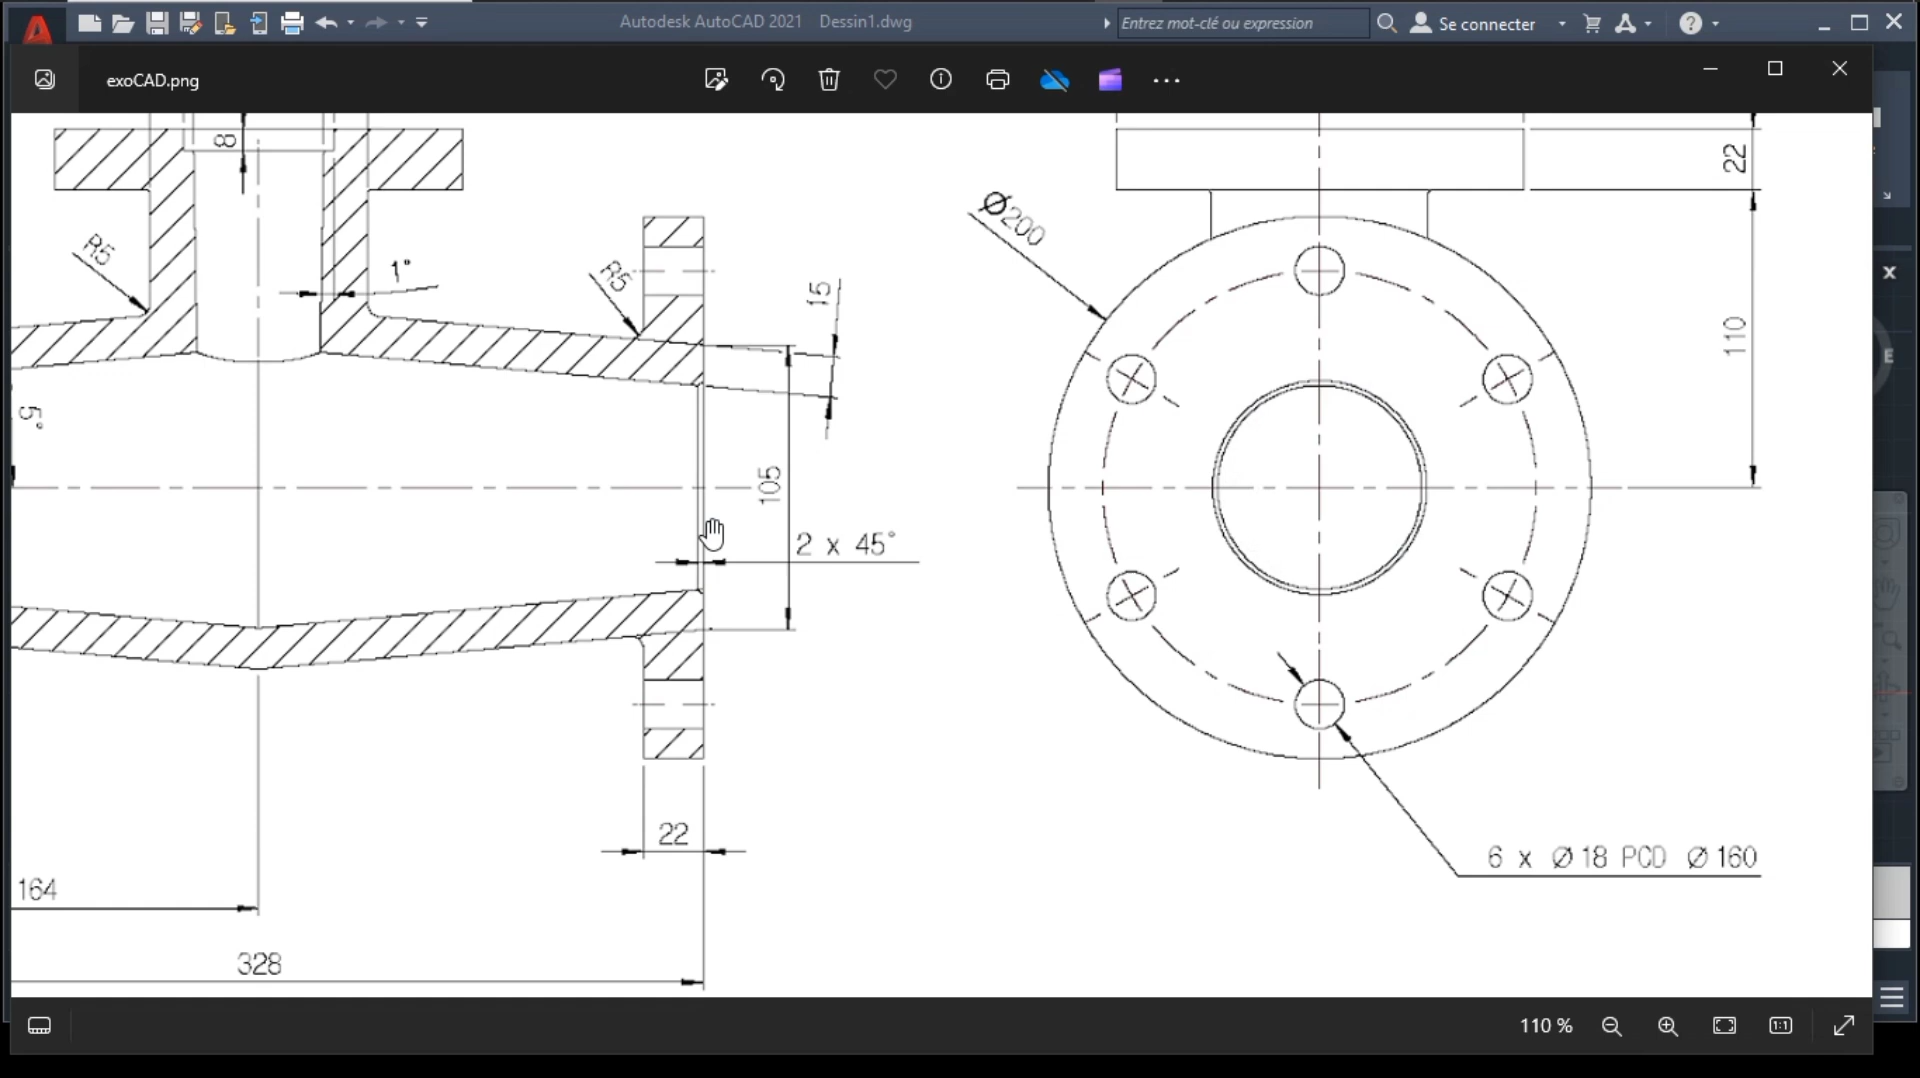 Autodesk AutoCAD 2021 Dessin1.dwg
Entrez mot-clé ou expression
Se connecter
exoCAD.png
8
22
Ø200
R5
1°
R5
15
110
E
5°
105
2 x 45°
22
6 x Ø 18 PCD Ø 160
164
328
110 %
1:1